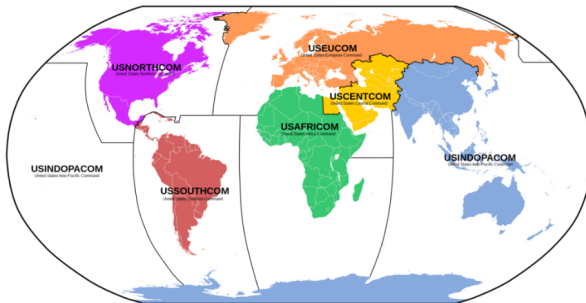 USNORTHCOM
United States Northern Command
USEUCOM
United States European Command
USCENTCOM
United States Central Command
USAFRICOM
United States Africa Command
USINDOPACOM
United States Indo-Pacific Command
USINDOPACOM
United States Indo-Pacific Command
USSOUTHCOM
United States Southern Command